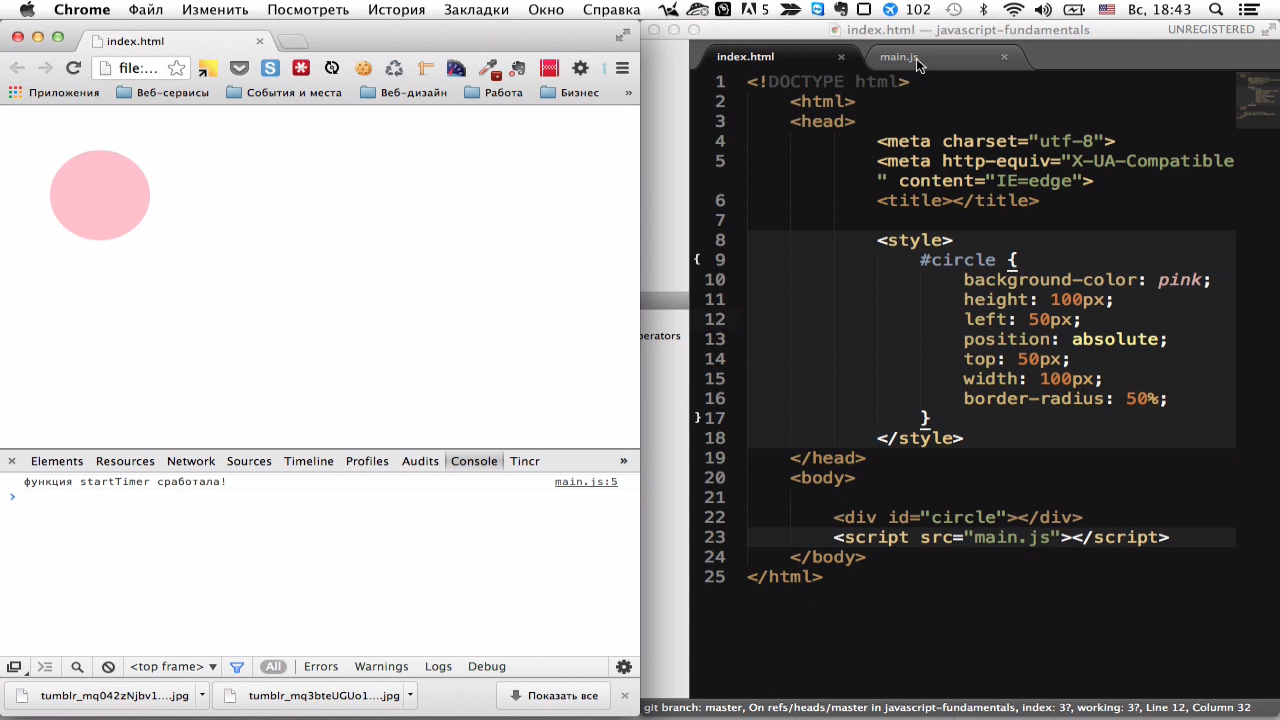 Chrome Файл Изменить Посмотреть История Закладки Окно Справка 5 102 Вс, 18:43
index.html
file:...
Приложения Веб-сервисы События и места Веб-дизайн Работа Бизнес »
index.html — javascript-fundamentals UNREGISTERED
index.html main.js
1 <!DOCTYPE html>
2 <html>
3 <head>
4 <meta charset="utf-8">
5 <meta http-equiv="X-UA-Compatible
" content="IE=edge">
6 <title></title>
7
8 <style>
{ 9 #circle {
10 background-color: pink;
11 height: 100px;
12 left: 50px;
13 position: absolute;
14 top: 50px;
15 width: 100px;
16 border-radius: 50%;
} 17 }
18 </style>
19 </head>
20 <body>
21
22 <div id="circle"></div>
23 <script src="main.js"></script>
24 </body>
25 </html>
perators
Elements Resources Network Sources Timeline Profiles Audits Console Tincr »
функция startTimer сработала! main.js:5
>
<top frame> All Errors Warnings Logs Debug
tumblr_mq042zNjbv1....jpg tumblr_mq3bteUGUo1....jpg Показать все
git branch: master, On refs/heads/master in javascript-fundamentals, index: 3?, working: 3?, Line 12, Column 32